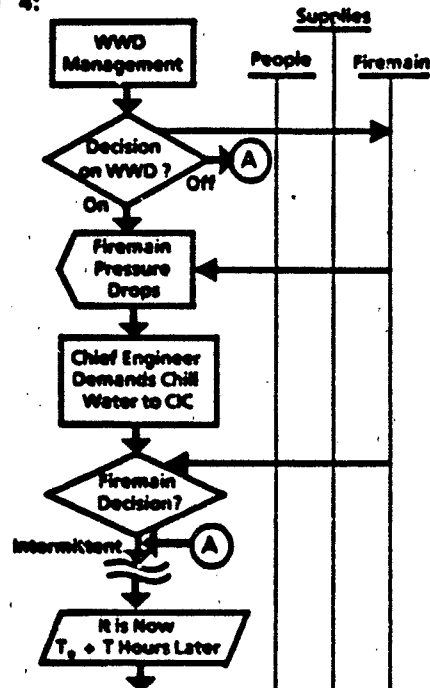 4:
Supplies
People
Firemain
WWD
Management
Decision
on WWD ?
A
Off
On
Firemain
Pressure
Drops
Chief Engineer
Demands Chill
Water to CIC
Firemain
Decision?
Intermittent
A
It is Now
T₀ + T Hours Later